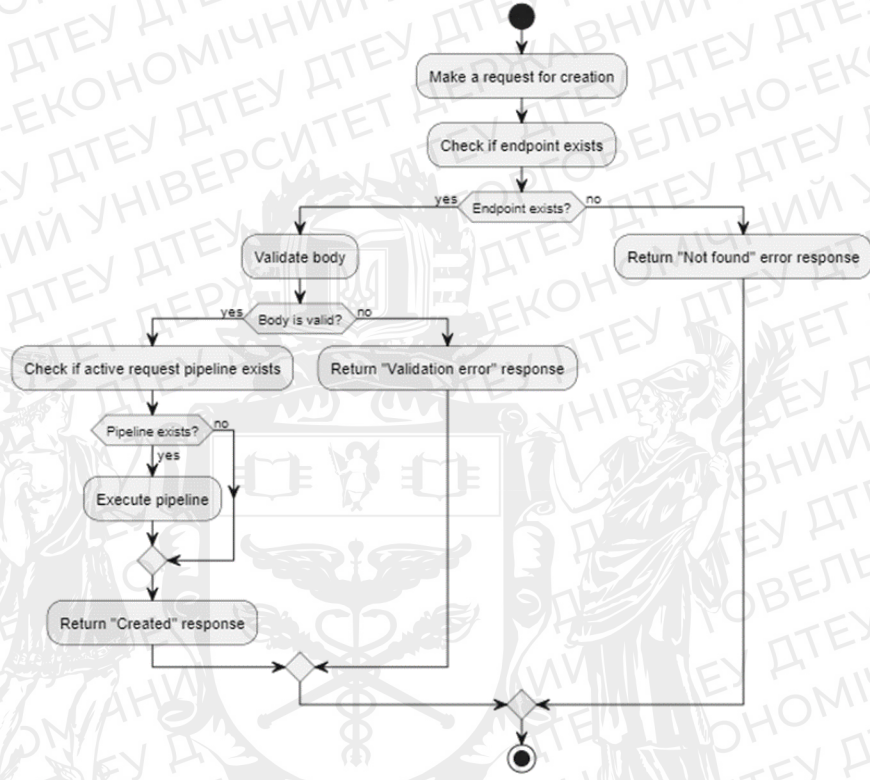 Make a request for creation
Check if endpoint exists
yes
Endpoint exists?
no
Validate body
Return "Not found" error response
yes
Body is valid?
no
Check if active request pipeline exists
Return "Validation error" response
Pipeline exists?
no
yes
Execute pipeline
Return "Created" response